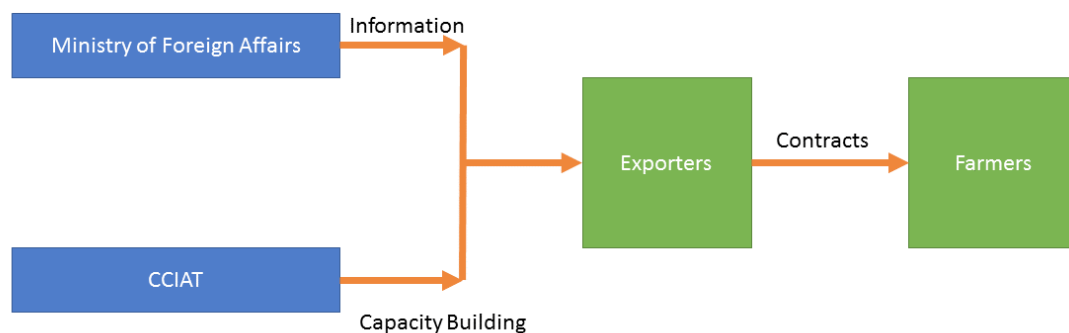 Information
Ministry of Foreign Affairs
Contracts
Exporters
Farmers
CCIAT
Capacity Building